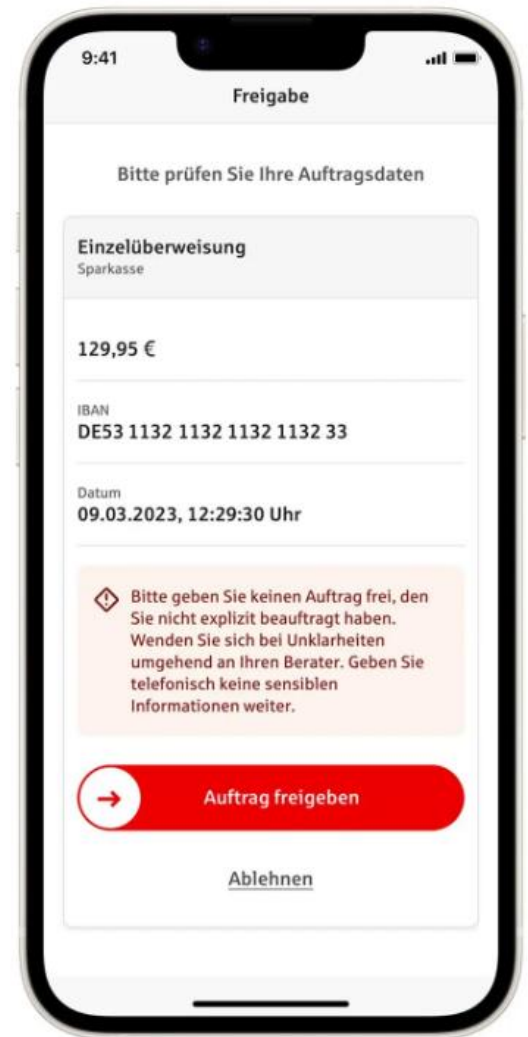 9:41
Freigabe
Bitte prüfen Sie Ihre Auftragsdaten
Einzelüberweisung
Sparkasse
129,95 €
IBAN
DE53 1132 1132 1132 1132 33
Datum
09.03.2023, 12:29:30 Uhr
Bitte geben Sie keinen Auftrag frei, den
Sie nicht explizit beauftragt haben.
Wenden Sie sich bei Unklarheiten
umgehend an Ihren Berater. Geben Sie
telefonisch keine sensiblen
Informationen weiter.
Auftrag freigeben
Ablehnen